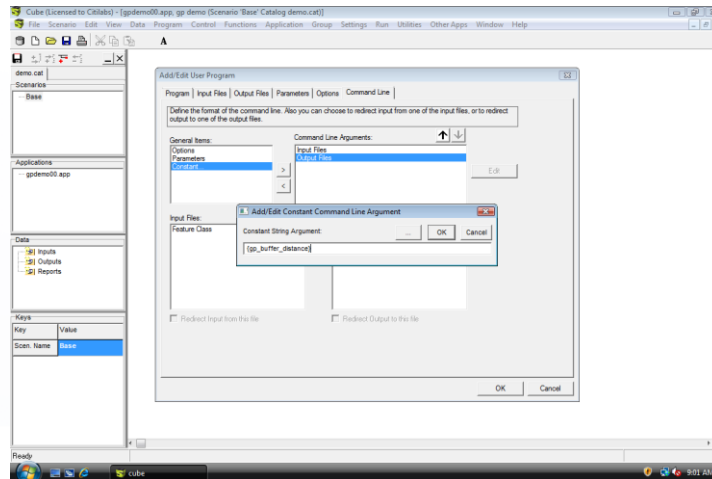 Cube (Licensed to Citilabs) - [gpdemo00.app, gp demo (Scenario 'Base' Catalog demo.cat)]
File Scenario Edit View Data Program Control Functions Application Group Settings Run Utilities Other Apps Window Help
A
demo.cat
Scenarios
Base
Applications
gpdemo00.app
Data
Inputs
Outputs
Reports
Keys
Key Value
Scen. Name Base
Add/Edit User Program
Program Input Files Output Files Parameters Options Command Line
Define the format of the command line. Also you can choose to redirect input from one of the input files, or to redirect
output to one of the output files.
General Items:
Options
Parameters
Constant...
>
<
Command Line Arguments:
Input Files
Output Files
Edit
Input Files:
Feature Class
Add/Edit Constant Command Line Argument
Constant String Argument:
... OK Cancel
{gp_buffer_distance}
Redirect Input from this file
Redirect Output to this file
OK Cancel
Ready
cube
9:01 AM